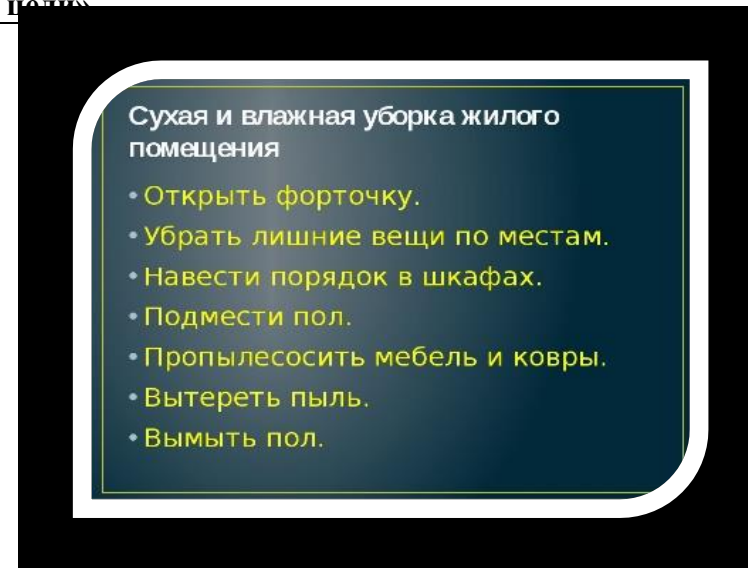 Сухая и влажная уборка жилого
помещения
• Открыть форточку.
• Убрать лишние вещи по местам.
• Навести порядок в шкафах.
• Подмести пол.
• Пропылесосить мебель и ковры.
• Вытереть пыль.
• Вымыть пол.